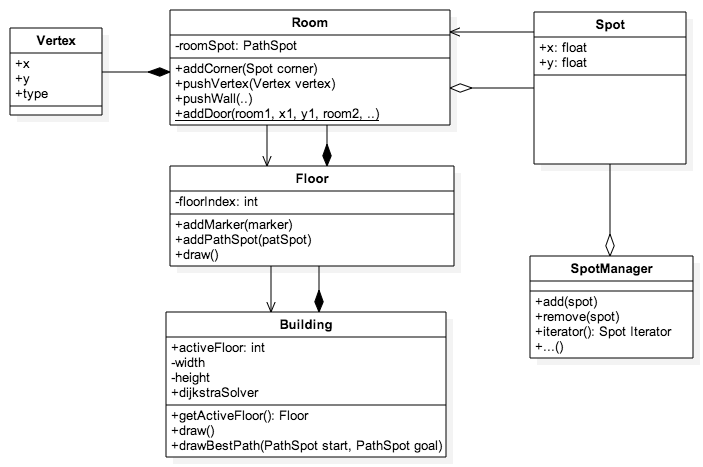 Vertex
+x
+y
+type
Room
-roomSpot: PathSpot
+addCorner(Spot corner)
+pushVertex(Vertex vertex)
+pushWall(..)
+addDoor(room1, x1, y1, room2, ..)
Spot
+x: float
+y: float
Floor
-floorIndex: int
+addMarker(marker)
+addPathSpot(patSpot)
+draw()
SpotManager
+add(spot)
+remove(spot)
+iterator(): Spot Iterator
+...()
Building
+activeFloor: int
-width
-height
+dijkstraSolver
+getActiveFloor(): Floor
+draw()
+drawBestPath(PathSpot start, PathSpot goal)